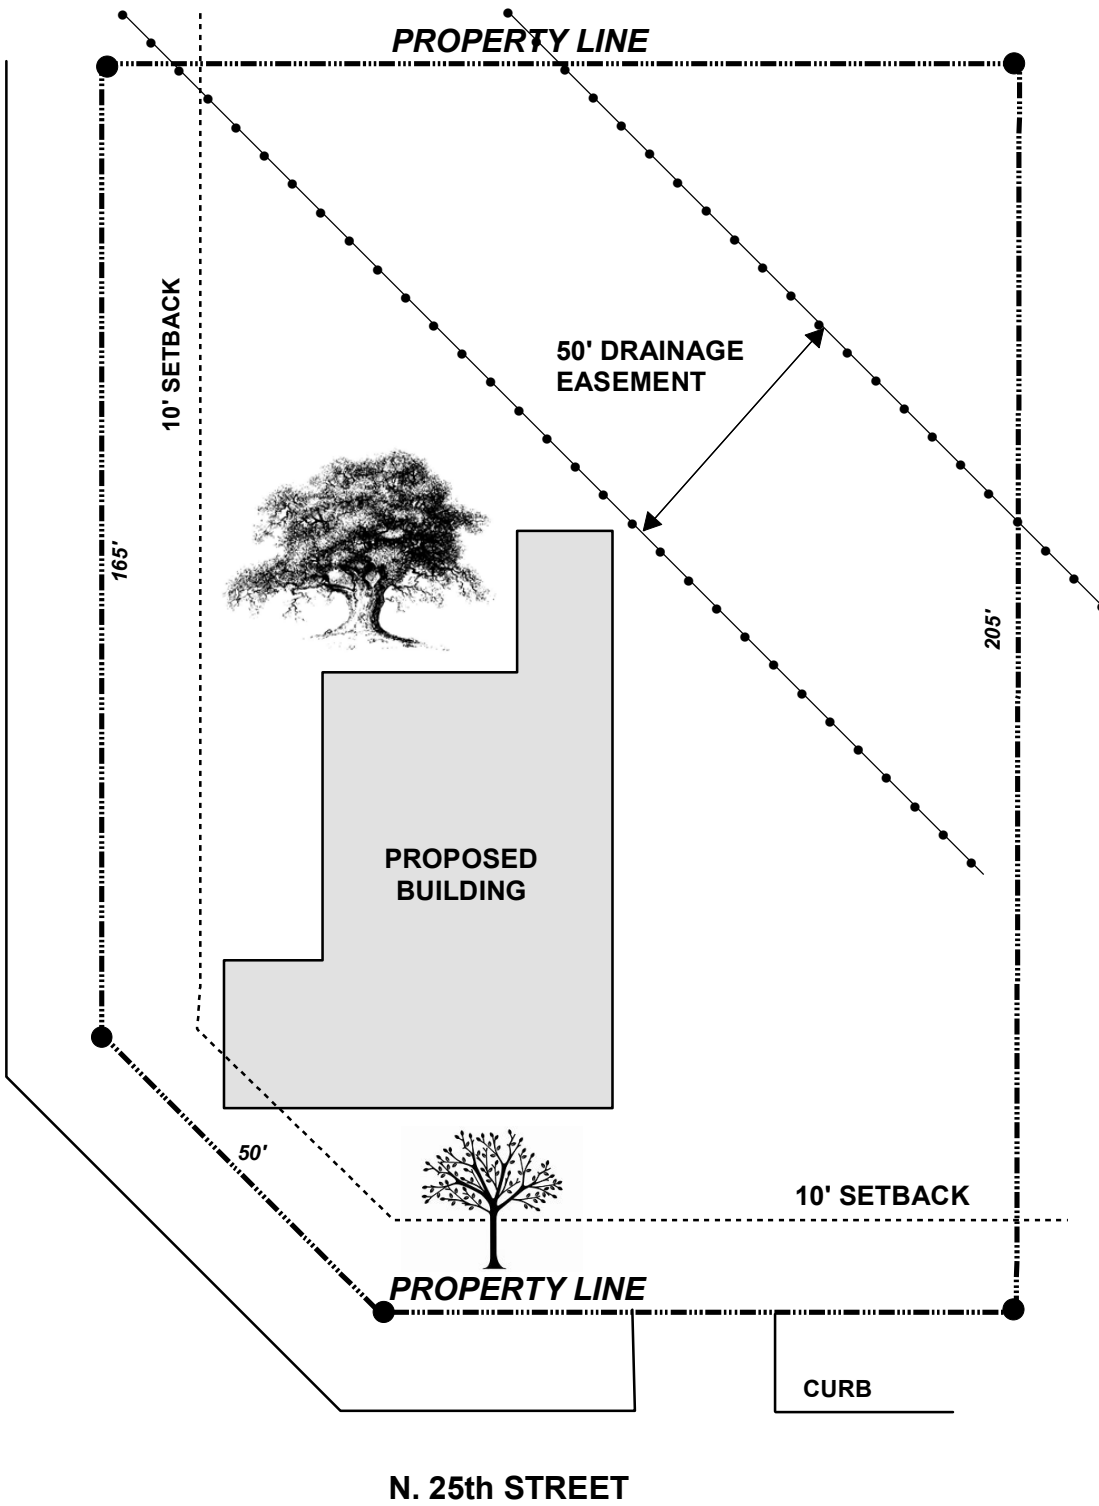 PROPERTY LINE
10' SETBACK
50' DRAINAGE
EASEMENT
165'
205'
PROPOSED
BUILDING
50'
10' SETBACK
PROPERTY LINE
CURB
N. 25th STREET